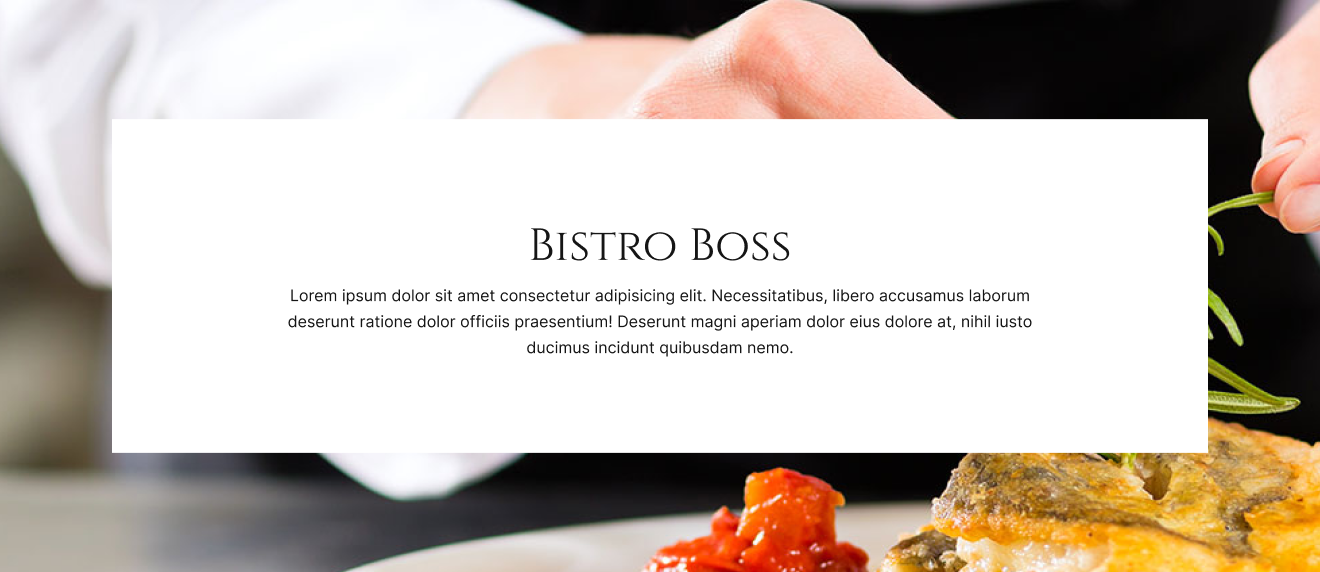 Bistro Boss
Lorem ipsum dolor sit amet consectetur adipisicing elit. Necessitatibus, libero accusamus laborum
deserunt ratione dolor officiis praesentium! Deserunt magni aperiam dolor eius dolore at, nihil iusto
ducimus incidunt quibusdam nemo.